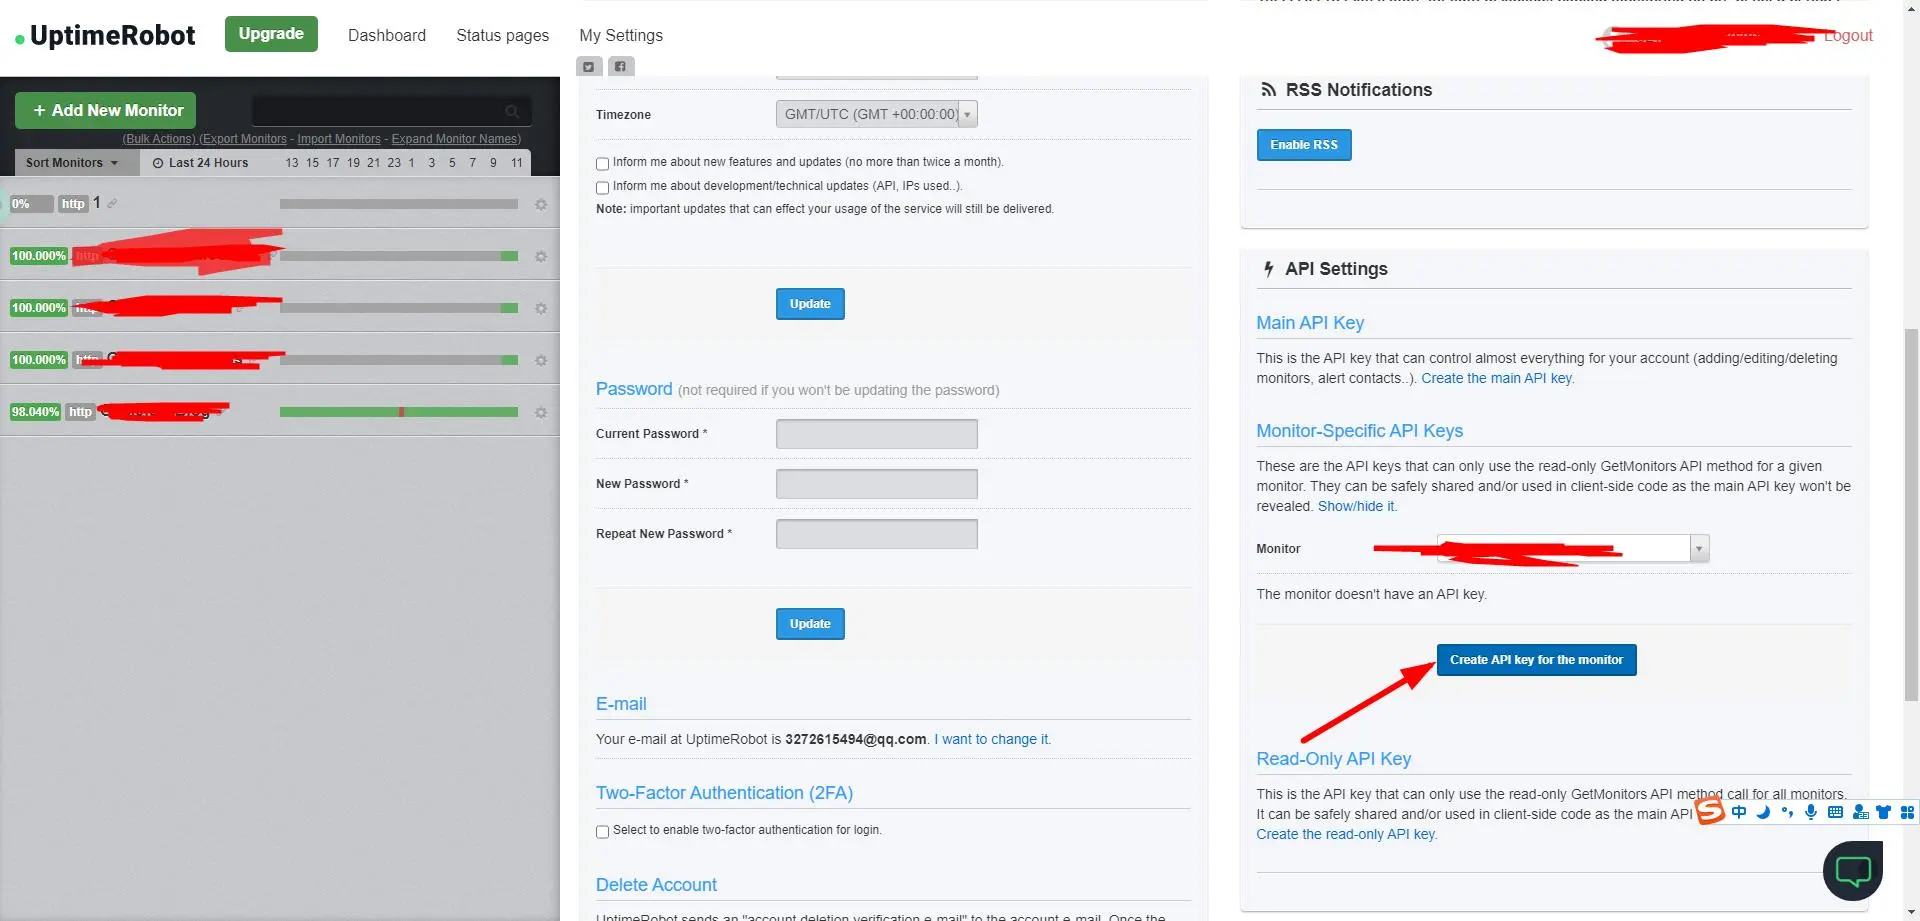 UptimeRobot
Upgrade
Dashboard
Status pages
My Settings
Logout
+ Add New Monitor
(Bulk Actions) (Export Monitors - Import Monitors - Expand Monitor Names)
Sort Monitors
Last 24 Hours
13 15 17 19 21 23 1 3 5 7 9 11
0% http 1
100.000% http
100.000% http
100.000% http
98.040% http
Timezone
GMT/UTC (GMT +00:00:00)
Inform me about new features and updates (no more than twice a month).
Inform me about development/technical updates (API, IPs used..).
Note: important updates that can effect your usage of the service will still be delivered.
Update
Password (not required if you won't be updating the password)
Current Password *
New Password *
Repeat New Password *
Update
E-mail
Your e-mail at UptimeRobot is 3272615494@qq.com. I want to change it.
Two-Factor Authentication (2FA)
Select to enable two-factor authentication for login.
Delete Account
UptimeRobot sends an "account deletion verification e-mail" to the account e-mail. Once the
RSS Notifications
Enable RSS
API Settings
Main API Key
This is the API key that can control almost everything for your account (adding/editing/deleting
monitors, alert contacts..). Create the main API key.
Monitor-Specific API Keys
These are the API keys that can only use the read-only GetMonitors API method for a given
monitor. They can be safely shared and/or used in client-side code as the main API key won't be
revealed. Show/hide it.
Monitor
The monitor doesn't have an API key.
Create API key for the monitor
Read-Only API Key
This is the API key that can only use the read-only GetMonitors API method call for all monitors.
It can be safely shared and/or used in client-side code as the main API
Create the read-only API key.
中